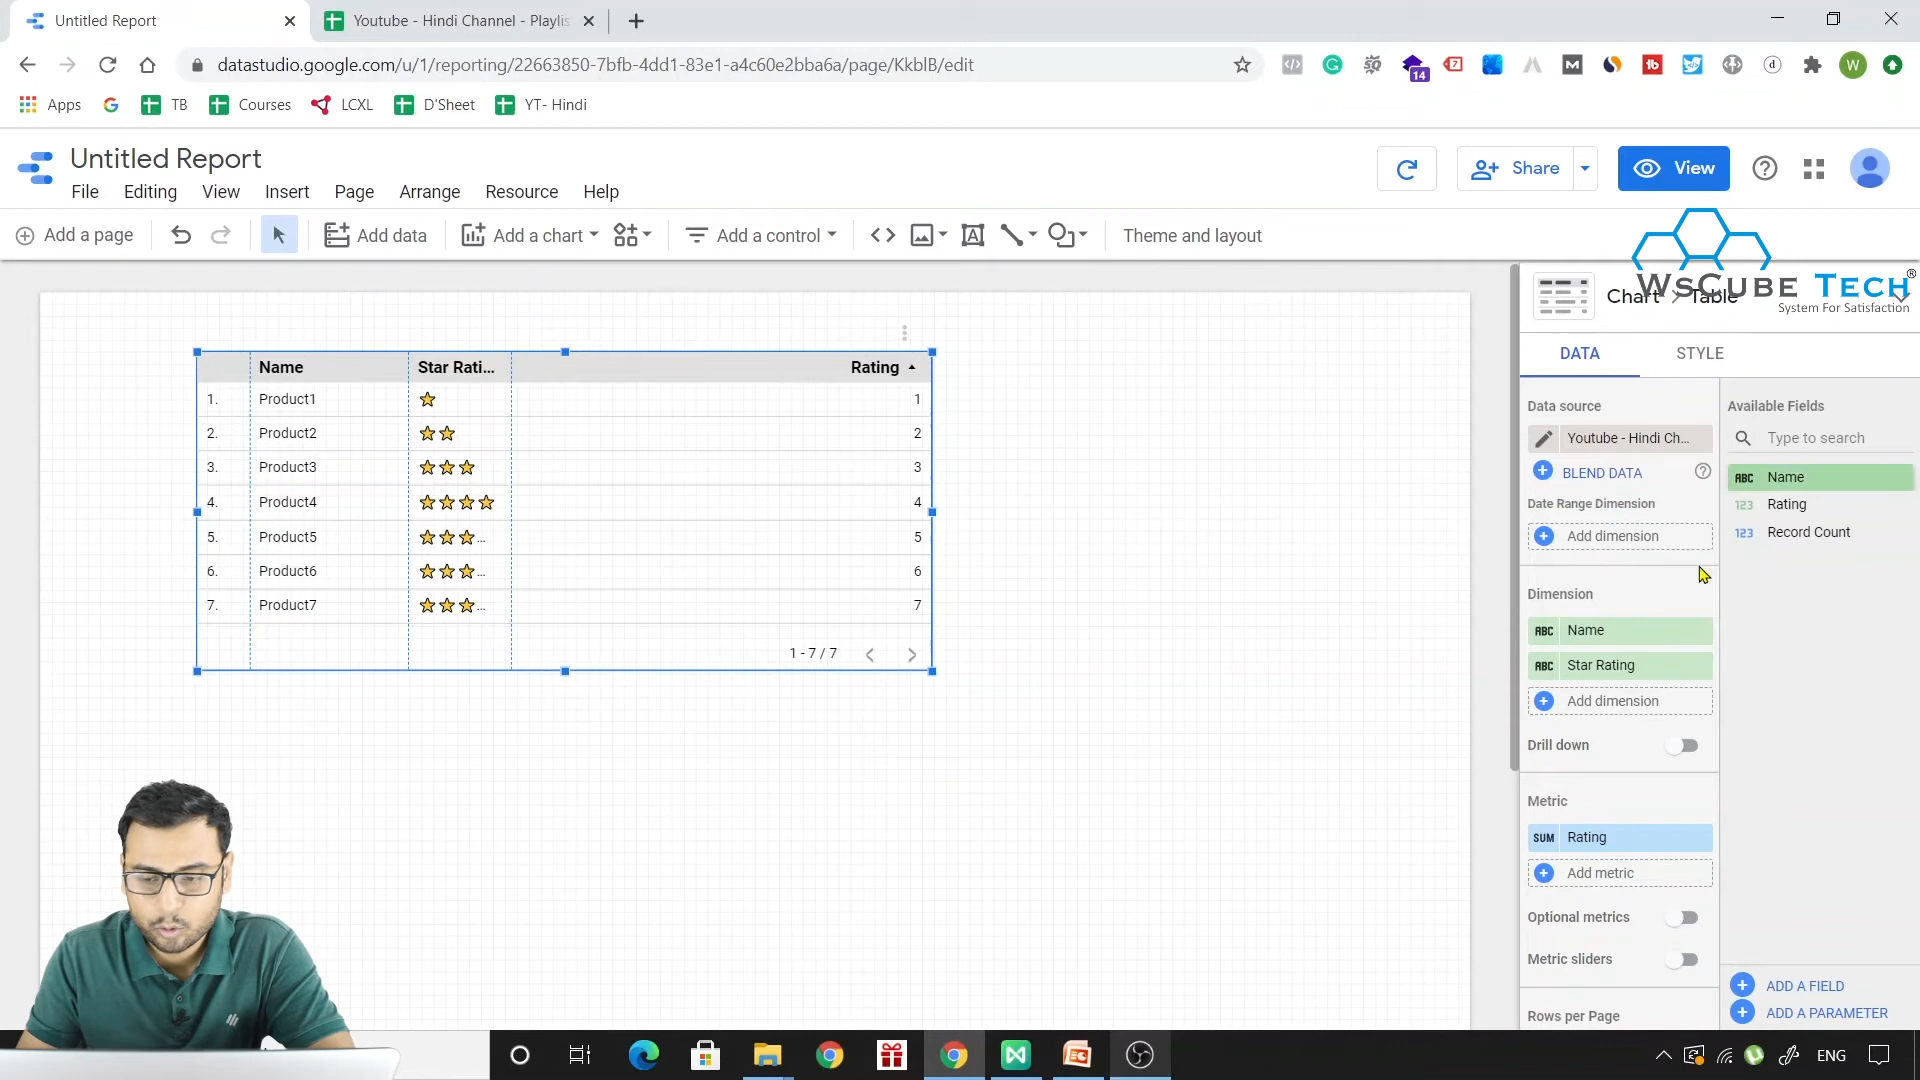 Untitled Report
Youtube - Hindi Channel - Playlis
datastudio.google.com/u/1/reporting/22663850-7bfb-4dd1-83e1-a4c60e2bba6a/page/KkblB/edit
14
Apps
TB
Courses
LCXL
D'Sheet
YT- Hindi
Untitled Report
File Editing View Insert Page Arrange Resource Help
Share
View
Add a page
Add data
Add a chart
Add a control
Theme and layout
WsCube Tech®
System For Satisfaction
Chart > Table
DATA
STYLE
Name Star Rati... Rating
1. Product1 1
2. Product2 2
3. Product3 3
4. Product4 4
5. Product5 ... 5
6. Product6 ... 6
7. Product7 ... 7
1 - 7 / 7
Data source
Youtube - Hindi Ch...
BLEND DATA
Date Range Dimension
Add dimension
Dimension
ABC Name
ABC Star Rating
Add dimension
Drill down
Metric
SUM Rating
Add metric
Optional metrics
Metric sliders
Rows per Page
Available Fields
Type to search
ABC Name
123 Rating
123 Record Count
ADD A FIELD
ADD A PARAMETER
ENG